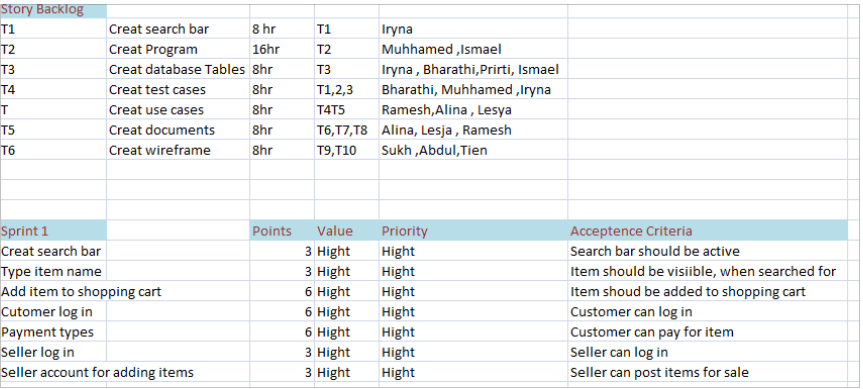 Story Backlog
T1 Creat search bar 8 hr T1 Iryna
T2 Creat Program 16hr T2 Muhhamed ,Ismael
T3 Creat database Tables 8hr T3 Iryna , Bharathi,Prirti, Ismael
T4 Creat test cases 8hr T1,2,3 Bharathi, Muhhamed ,Iryna
T Creat use cases 8hr T4T5 Ramesh,Alina , Lesya
T5 Creat documents 8hr T6,T7,T8 Alina, Lesja , Ramesh
T6 Creat wireframe 8hr T9,T10 Sukh ,Abdul,Tien
Sprint 1 Points Value Priority Acceptence Criteria
Creat search bar 3 Hight Hight Search bar should be active
Type item name 3 Hight Hight Item should be visiible, when searched for
Add item to shopping cart 6 Hight Hight Item shoud be added to shopping cart
Cutomer log in 6 Hight Hight Customer can log in
Payment types 6 Hight Hight Customer can pay for item
Seller log in 3 Hight Hight Seller can log in
Seller account for adding items 3 Hight Hight Seller can post items for sale